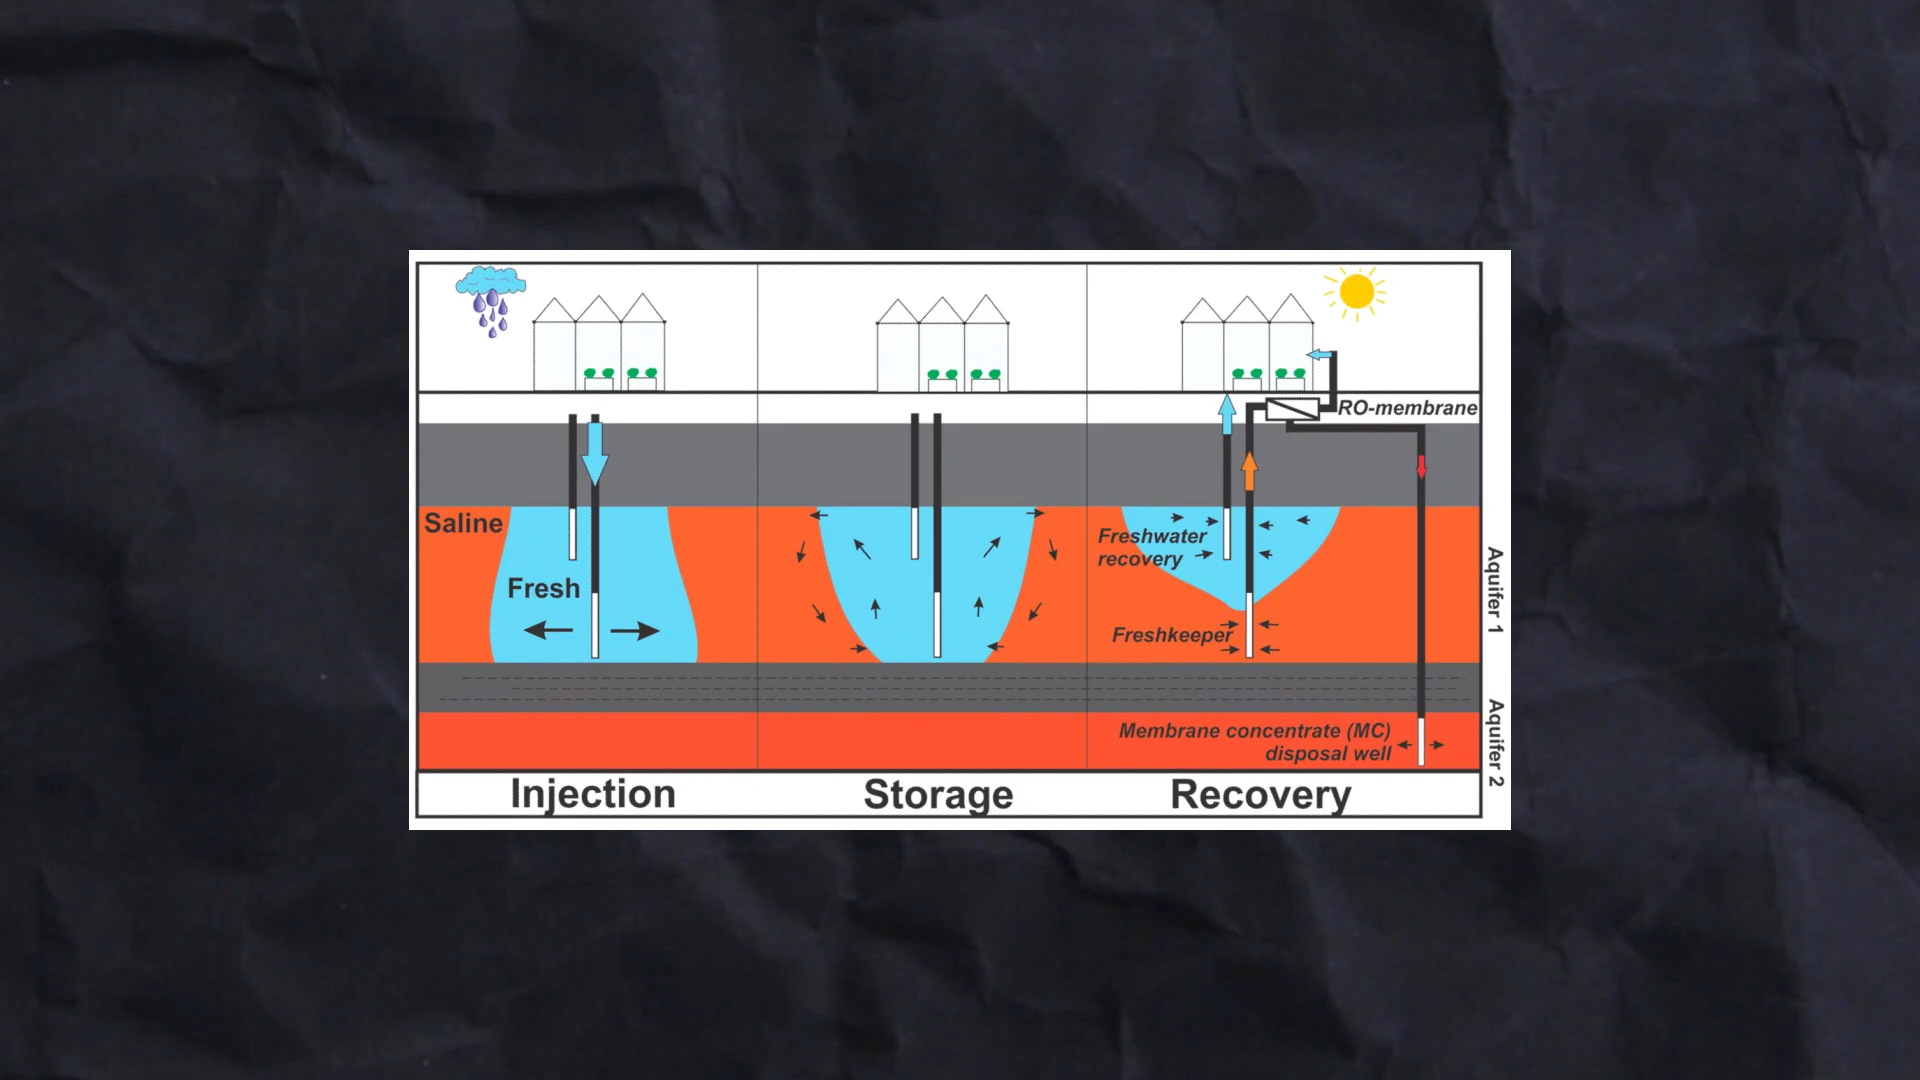 RO-membrane
Saline
Fresh
Freshwater
recovery
Freshkeeper
Aquifer 1
Membrane concentrate (MC)
disposal well
Aquifer 2
Injection
Storage
Recovery